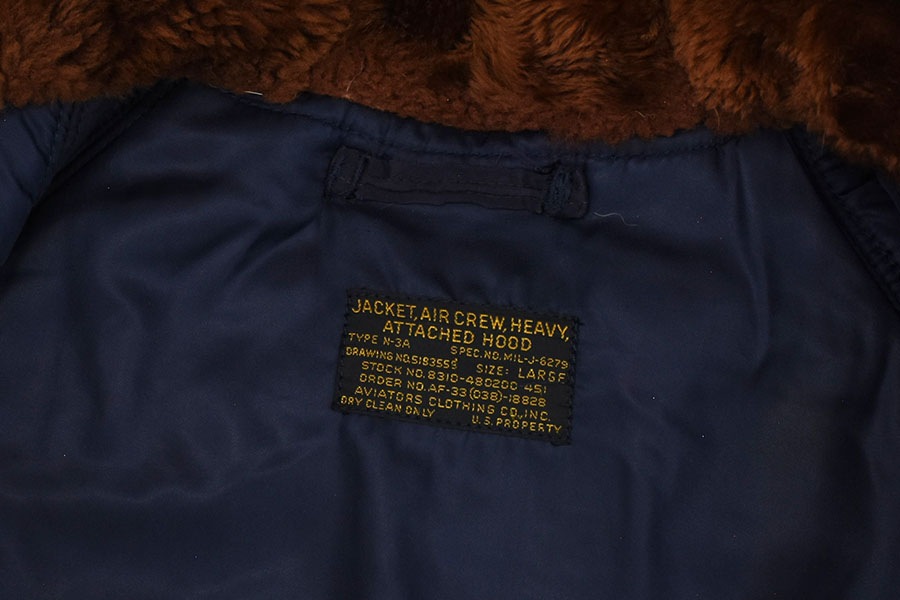 JACKET, AIR CREW, HEAVY,
ATTACHED HOOD
TYPE N-3A SPEC. NO. MIL-J-6279
DRAWING NO. SIZE: LARGE
STOCK NO. 8310-480200-451
ORDER NO. AF-33(038)-18828
AVIATORS CLOTHING CO., INC.
DRY CLEAN ONLY U.S. PROPERTY